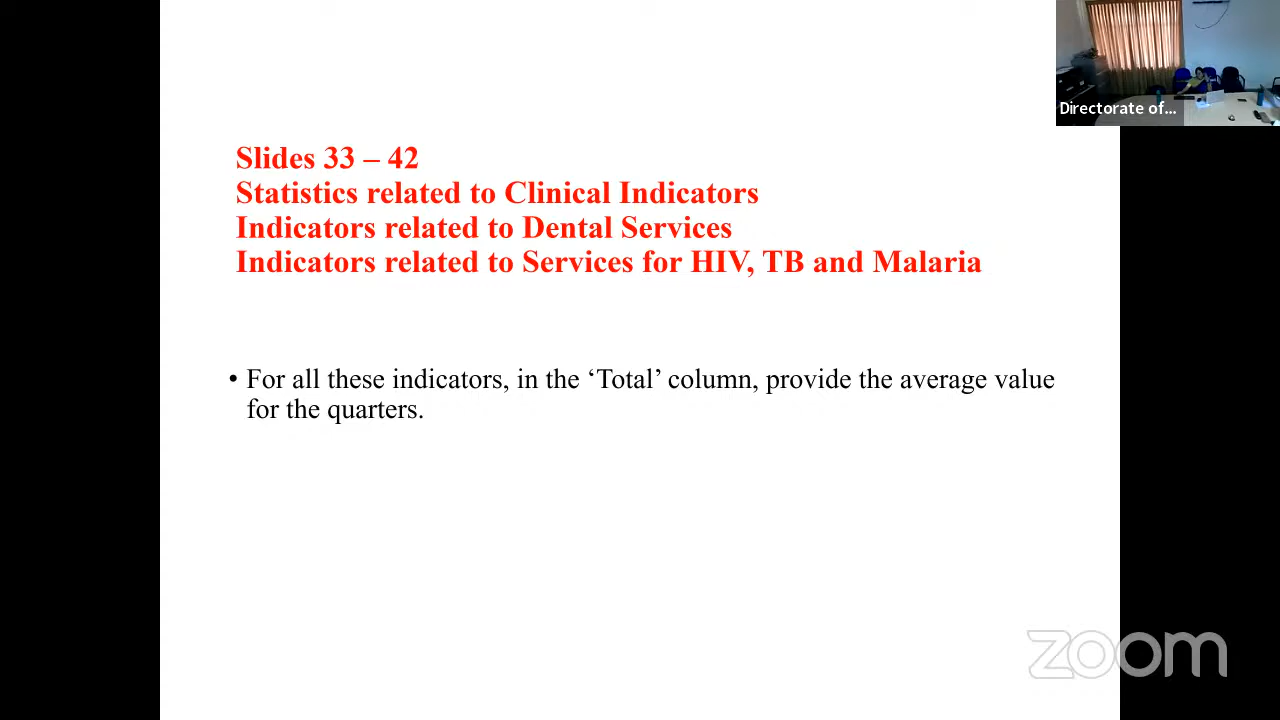 Directorate of...
Slides 33 – 42
Statistics related to Clinical Indicators
Indicators related to Dental Services
Indicators related to Services for HIV, TB and Malaria
• For all these indicators, in the ‘Total’ column, provide the average value
for the quarters.
zoom